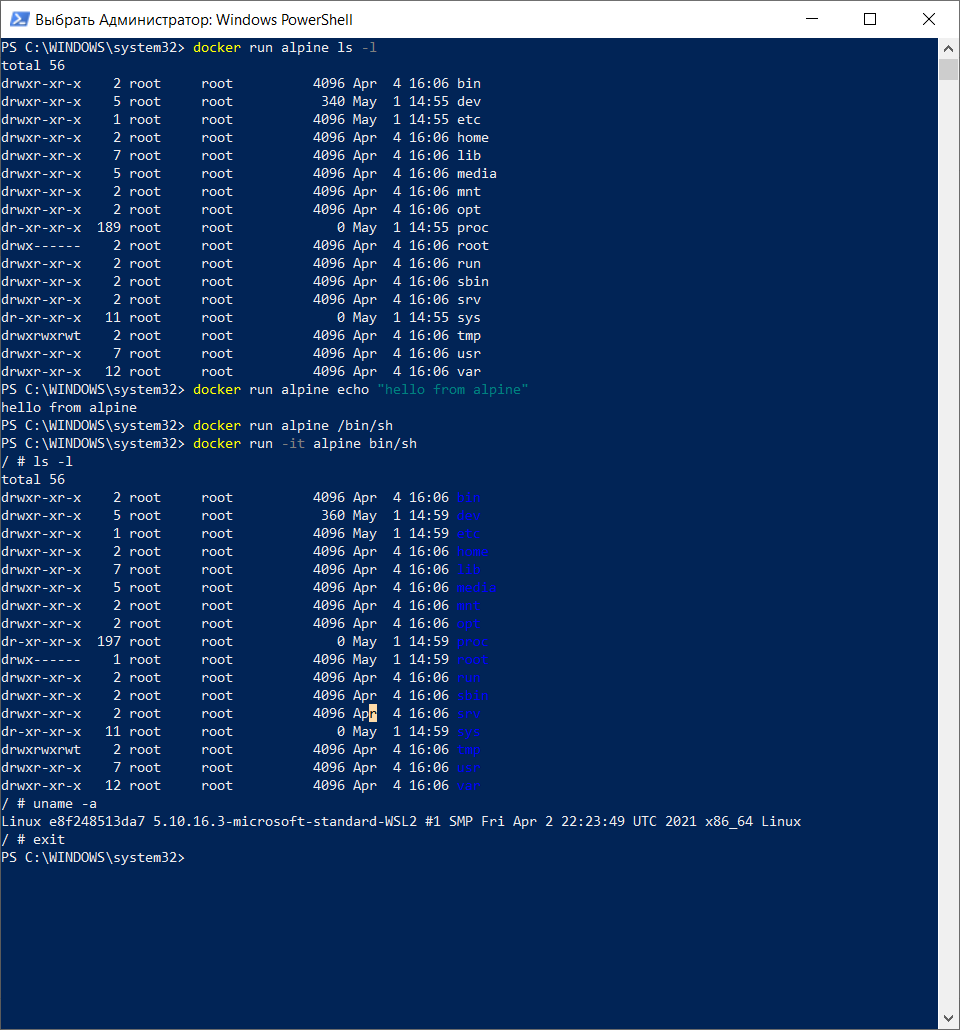 Выбрать Администратор: Windows PowerShell
PS C:\WINDOWS\system32> docker run alpine ls -l
total 56
drwxr-xr-x    2 root     root          4096 Apr  4 16:06 bin
drwxr-xr-x    5 root     root           340 May  1 14:55 dev
drwxr-xr-x    1 root     root          4096 May  1 14:55 etc
drwxr-xr-x    2 root     root          4096 Apr  4 16:06 home
drwxr-xr-x    7 root     root          4096 Apr  4 16:06 lib
drwxr-xr-x    5 root     root          4096 Apr  4 16:06 media
drwxr-xr-x    2 root     root          4096 Apr  4 16:06 mnt
drwxr-xr-x    2 root     root          4096 Apr  4 16:06 opt
dr-xr-xr-x  189 root     root             0 May  1 14:55 proc
drwx------    2 root     root          4096 Apr  4 16:06 root
drwxr-xr-x    2 root     root          4096 Apr  4 16:06 run
drwxr-xr-x    2 root     root          4096 Apr  4 16:06 sbin
drwxr-xr-x    2 root     root          4096 Apr  4 16:06 srv
dr-xr-xr-x   11 root     root             0 May  1 14:55 sys
drwxrwxrwt    2 root     root          4096 Apr  4 16:06 tmp
drwxr-xr-x    7 root     root          4096 Apr  4 16:06 usr
drwxr-xr-x   12 root     root          4096 Apr  4 16:06 var
PS C:\WINDOWS\system32> docker run alpine echo "hello from alpine"
hello from alpine
PS C:\WINDOWS\system32> docker run alpine /bin/sh
PS C:\WINDOWS\system32> docker run -it alpine bin/sh
/ # ls -l
total 56
drwxr-xr-x    2 root     root          4096 Apr  4 16:06 bin
drwxr-xr-x    5 root     root           360 May  1 14:59 dev
drwxr-xr-x    1 root     root          4096 May  1 14:59 etc
drwxr-xr-x    2 root     root          4096 Apr  4 16:06 home
drwxr-xr-x    7 root     root          4096 Apr  4 16:06 lib
drwxr-xr-x    5 root     root          4096 Apr  4 16:06 media
drwxr-xr-x    2 root     root          4096 Apr  4 16:06 mnt
drwxr-xr-x    2 root     root          4096 Apr  4 16:06 opt
dr-xr-xr-x  197 root     root             0 May  1 14:59 proc
drwx------    1 root     root          4096 May  1 14:59 root
drwxr-xr-x    2 root     root          4096 Apr  4 16:06 run
drwxr-xr-x    2 root     root          4096 Apr  4 16:06 sbin
drwxr-xr-x    2 root     root          4096 Apr  4 16:06 srv
dr-xr-xr-x   11 root     root             0 May  1 14:59 sys
drwxrwxrwt    2 root     root          4096 Apr  4 16:06 tmp
drwxr-xr-x    7 root     root          4096 Apr  4 16:06 usr
drwxr-xr-x   12 root     root          4096 Apr  4 16:06 var
/ # uname -a
Linux e8f248513da7 5.10.16.3-microsoft-standard-WSL2 #1 SMP Fri Apr 2 22:23:49 UTC 2021 x86_64 Linux
/ # exit
PS C:\WINDOWS\system32>